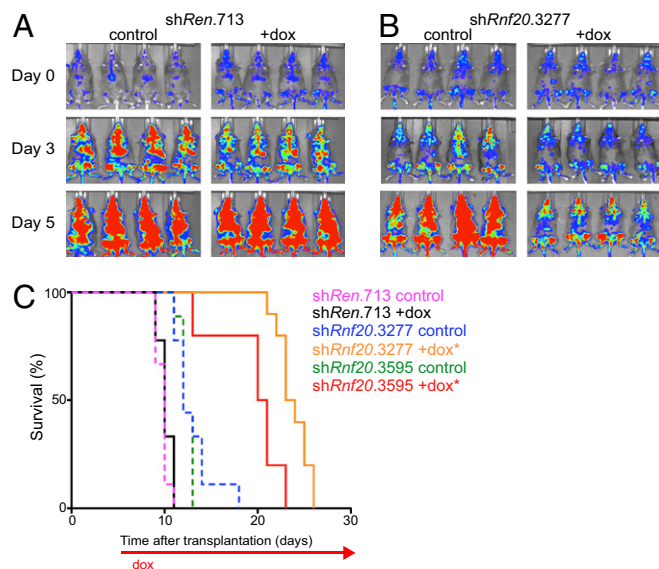 A
shRen.713
control +dox
B
shRnf20.3277
control +dox
Day 0
Day 3
Day 5
C
100
50
0
Survival (%)
0 10 20 30
Time after transplantation (days)
dox
shRen.713 control
shRen.713 +dox
shRnf20.3277 control
shRnf20.3277 +dox*
shRnf20.3595 control
shRnf20.3595 +dox*